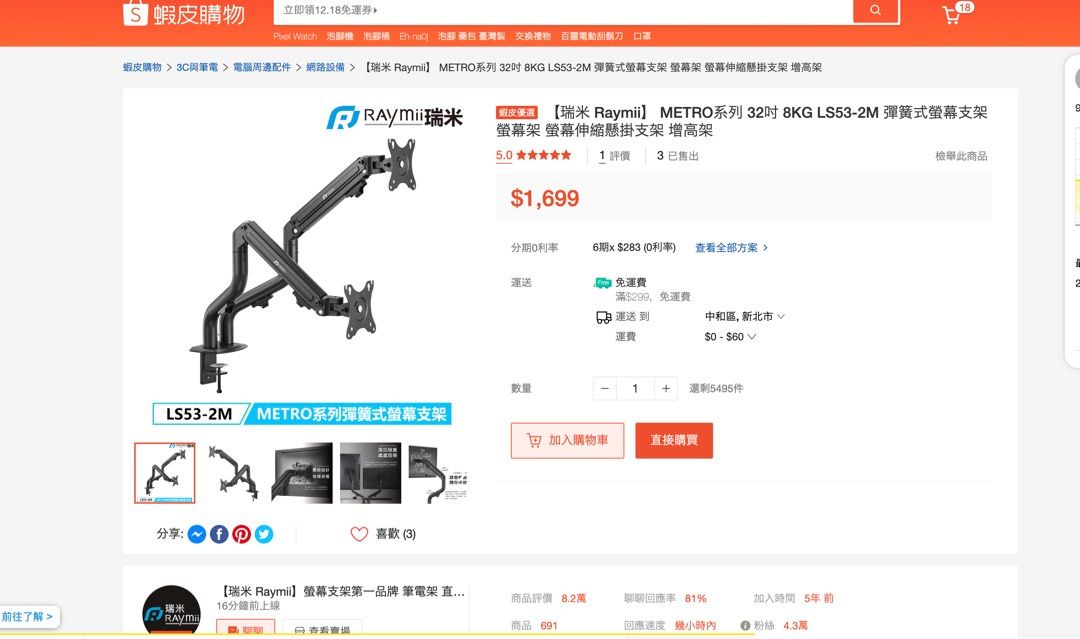 蝦皮購物
立即領12.18免運券
18
Pixel Watch 泡腳機 泡腳桶 Eh-na0j 泡腳 藥包 臺灣製 交換禮物 百靈電動刮鬍刀 口罩
蝦皮購物 > 3C與筆電 > 電腦周邊配件 > 網路設備 > 【瑞米 Raymii】 METRO系列 32吋 8KG LS53-2M 彈簧式螢幕支架 螢幕架 螢幕伸縮懸掛支架 增高架
RAYMii瑞米
LS53-2M METRO系列彈簧式螢幕支架
分享:
喜歡 (3)
蝦皮優選 【瑞米 Raymii】 METRO系列 32吋 8KG LS53-2M 彈簧式螢幕支架
螢幕架 螢幕伸縮懸掛支架 增高架
5.0 ★★★★★ 1 評價 3 已售出 檢舉此商品
$1,699
分期0利率 6期x $283 (0利率) 查看全部方案 >
運送 Free 免運費
滿$299, 免運費
運送 到 中和區, 新北市
運費 $0 - $60
數量 − 1 + 還剩5495件
加入購物車 直接購買
瑞米
RAYMii
【瑞米 Raymii】螢幕支架第一品牌 筆電架 直...
16分鐘前上線
聊聊 查看賣場
商品評價 8.2萬 聊聊回應率 81% 加入時間 5年 前
商品 691 回應速度 幾小時內 粉絲 4.3萬
前往了解 >